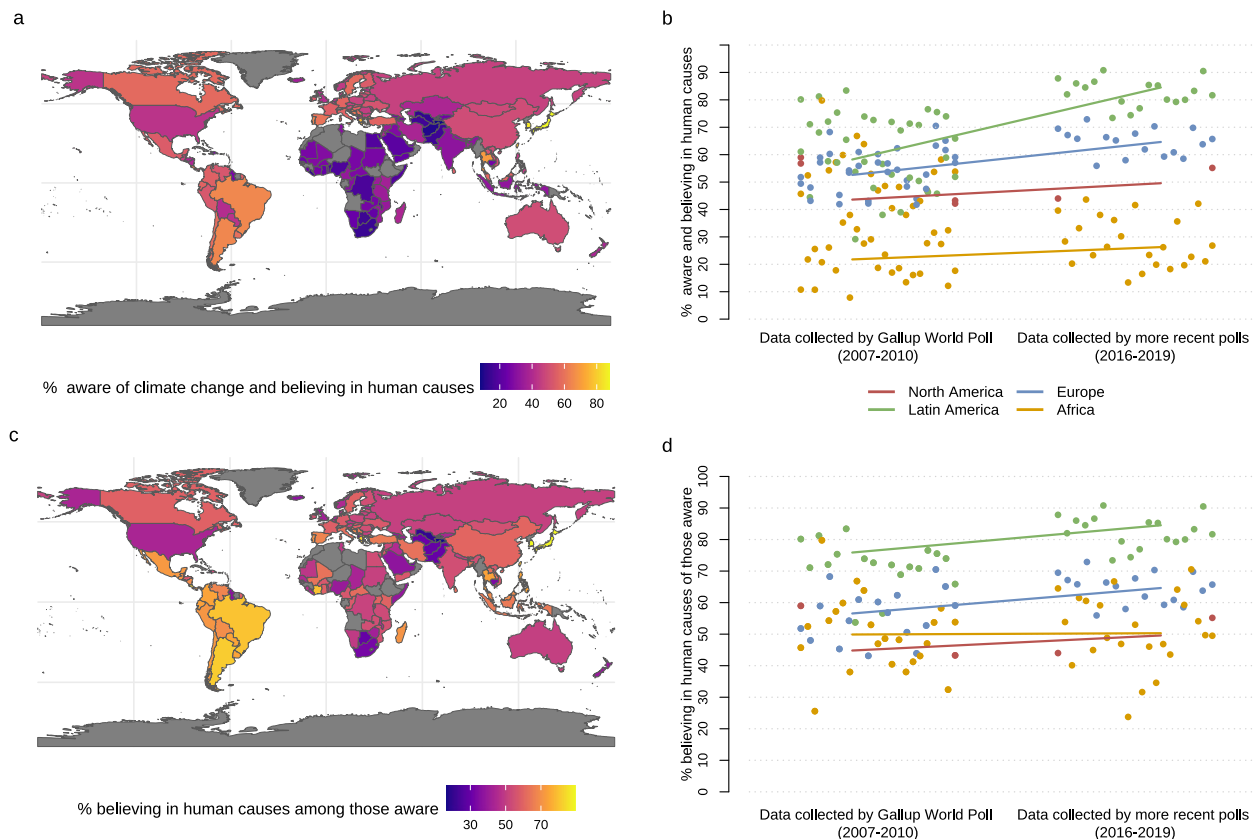 a
% aware of climate change and believing in human causes
20 40 60 80
b
% aware and believing in human causes
0 10 20 30 40 50 60 70 80 90
Data collected by Gallup World Poll
(2007-2010)
Data collected by more recent polls
(2016-2019)
North America
Europe
Latin America
Africa
c
% believing in human causes among those aware
30 50 70
d
% believing in human causes of those aware
0 10 20 30 40 50 60 70 80 90 100
Data collected by Gallup World Poll
(2007-2010)
Data collected by more recent polls
(2016-2019)